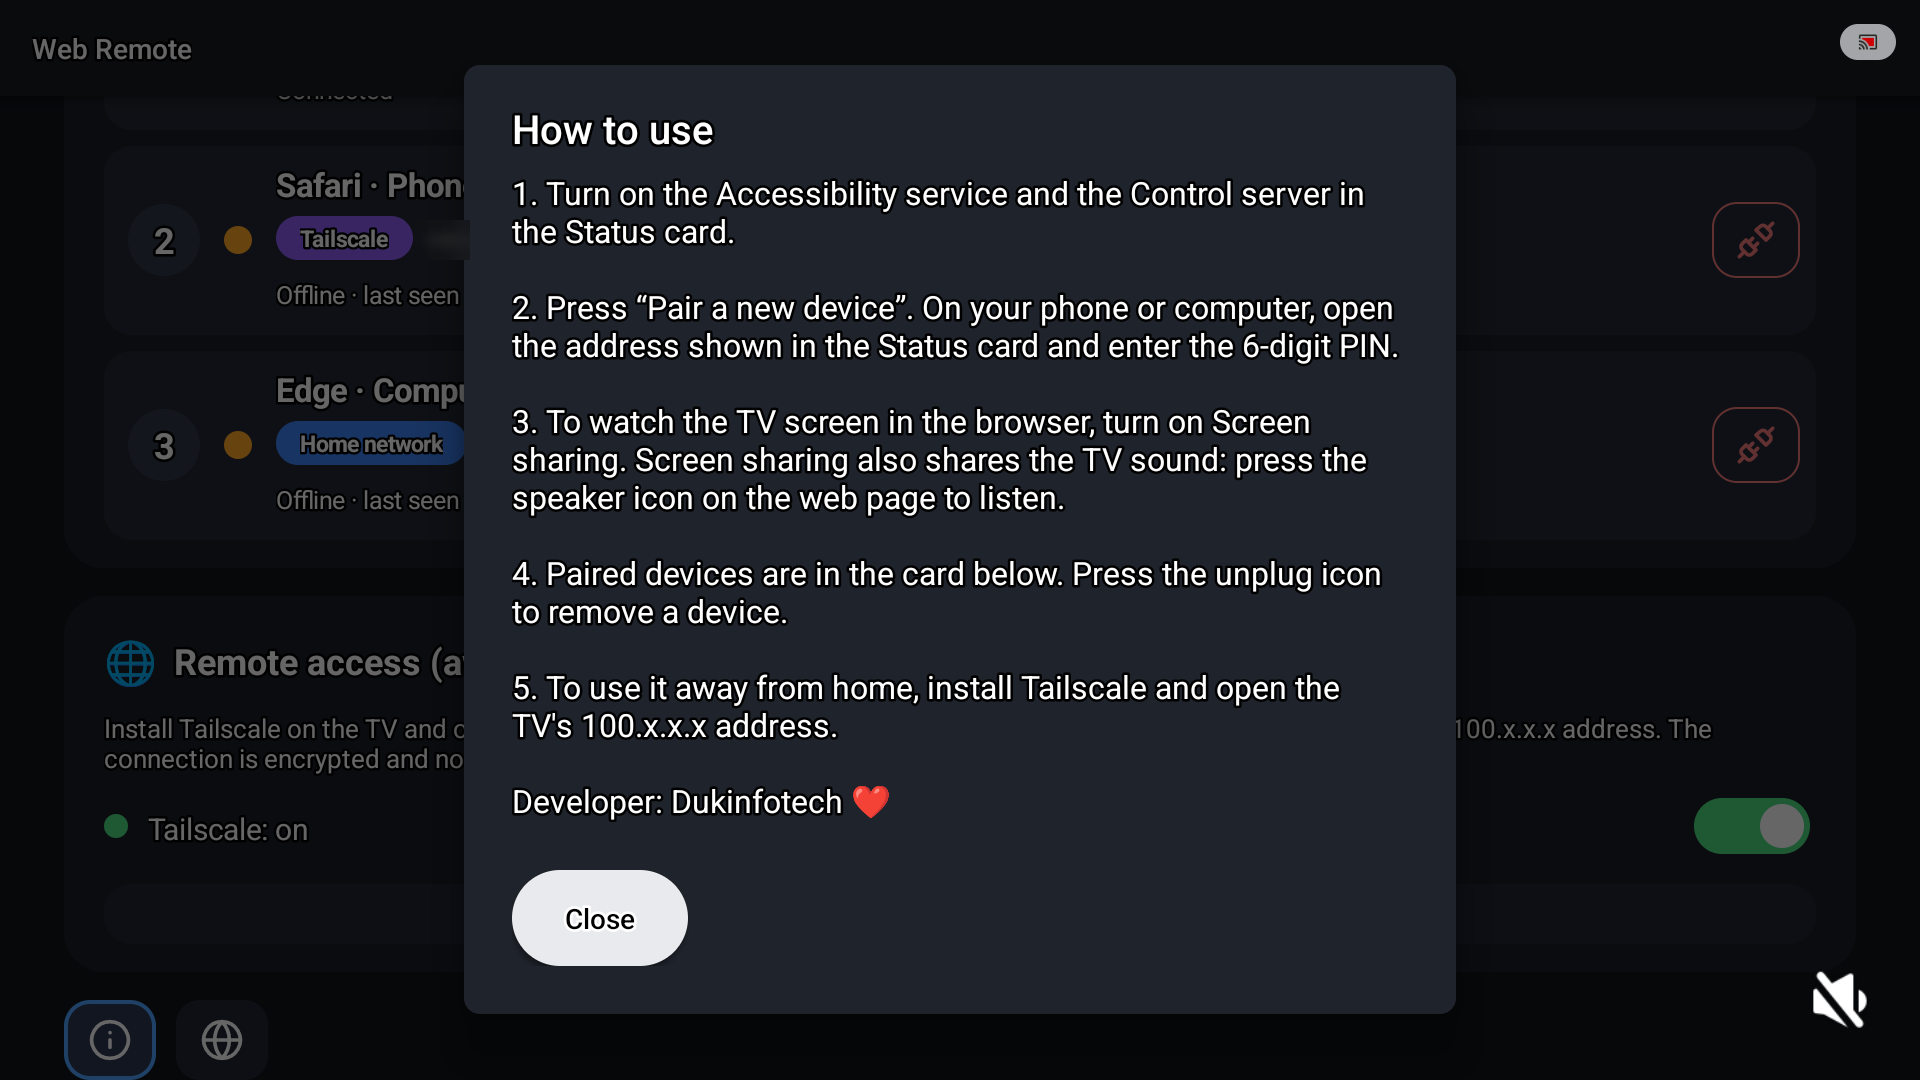 Web Remote
Connected
2
Safari · Phon
Tailscale
Offline · last seen
3
Edge · Compu
Home network
Offline · last seen
Remote access (a
Install Tailscale on the TV and o
100.x.x.x address. The
connection is encrypted and no
Tailscale: on
How to use
1. Turn on the Accessibility service and the Control server in
the Status card.
2. Press “Pair a new device”. On your phone or computer, open
the address shown in the Status card and enter the 6-digit PIN.
3. To watch the TV screen in the browser, turn on Screen
sharing. Screen sharing also shares the TV sound: press the
speaker icon on the web page to listen.
4. Paired devices are in the card below. Press the unplug icon
to remove a device.
5. To use it away from home, install Tailscale and open the
TV's 100.x.x.x address.
Developer: Dukinfotech ❤️
Close